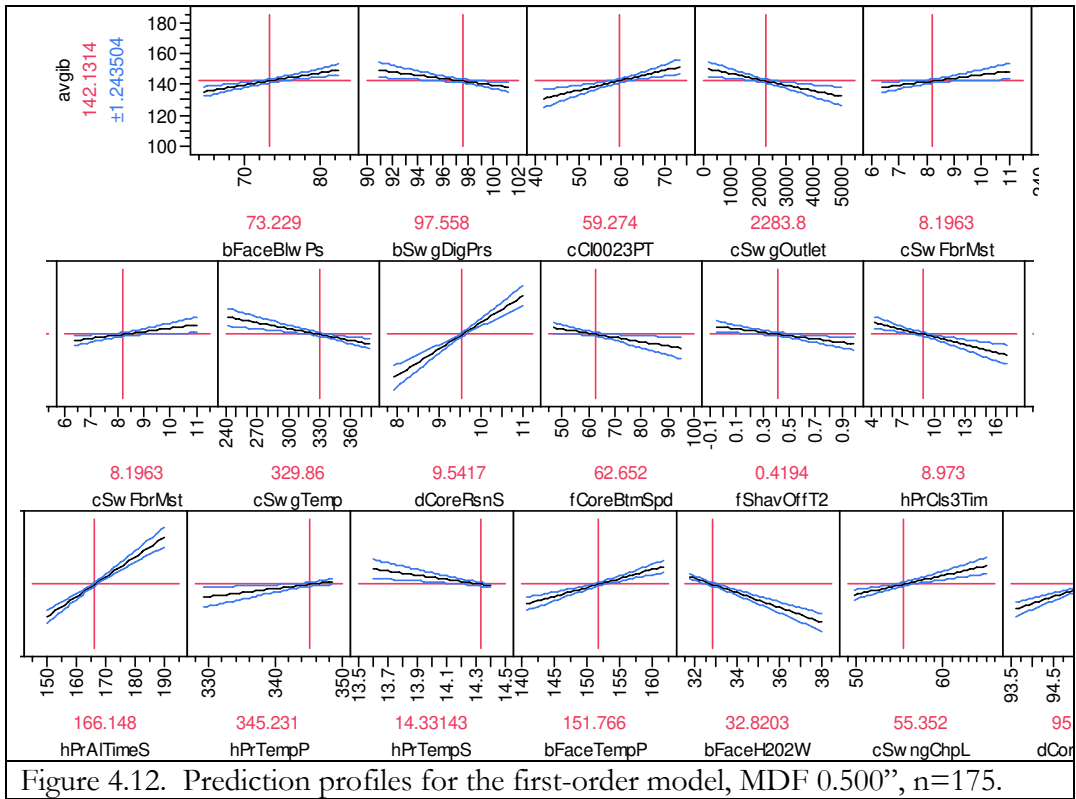 avgib
142.1314
±1.243504
180
160
140
120
100
70 80
90 92 94 96 98 100 102
40 50 60 70
0 1000 2000 3000 4000 5000
6 7 8 9 10 11
73.229 97.558 59.274 2283.8 8.1963
bFaceBlw Ps bSw gDigPrs cCl0023PT cSw gOutlet cSw FbrMst
6 7 8 9 10 11
240 270 300 330 360
8 9 10 11
50 60 70 80 90 100
-0.1 0.1 0.3 0.5 0.7 0.9
4 7 10 13 16
8.1963 329.86 9.5417 62.652 0.4194 8.973
cSw FbrMst cSw gTemp dCoreRsnS fCoreBtmSpd fShavOffT2 hPrCls3Tim
150 160 170 180 190
330 340 350
13.5 13.7 13.9 14.1 14.3 14.5
140 145 150 155 160
32 34 36 38
50 60
93.5 94.5
166.148 345.231 14.33143 151.766 32.8203 55.352 95.
hPrAlTimeS hPrTempP hPrTempS bFaceTempP bFaceH202W cSw ngChpL dCor
Figure 4.12. Prediction profiles for the first-order model, MDF 0.500”, n=175.